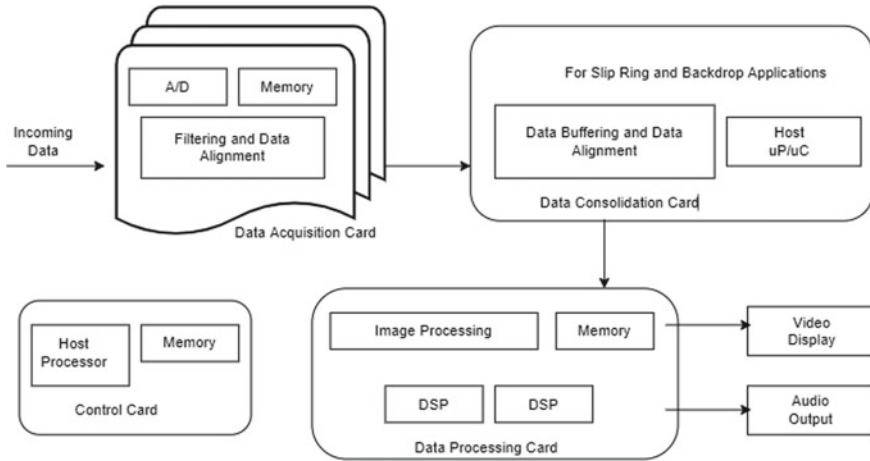 Incoming
Data
A/D
Memory
Filtering and Data
Alignment
Data Acquisition Card
For Slip Ring and Backdrop Applications
Data Buffering and Data
Alignment
Host
uP/uC
Data Consolidation Card
Host
Processor
Memory
Control Card
Image Processing
Memory
DSP
DSP
Data Processing Card
Video
Display
Audio
Output